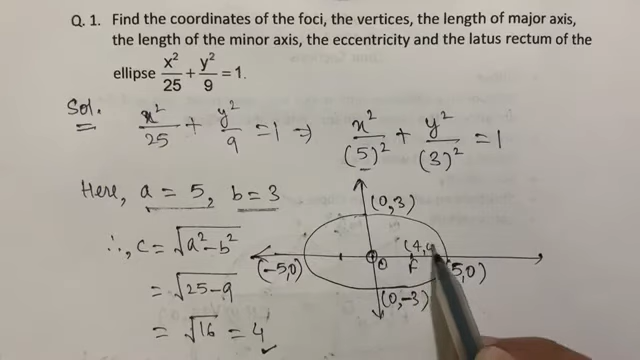 Q. 1. Find the coordinates of the foci, the vertices, the length of major axis,
the length of the minor axis, the eccentricity and the latus rectum of the
ellipse x²/25 + y²/9 = 1.
Sol.
x²/25 + y²/9 = 1 ⇒ x²/(5)² + y²/(3)² = 1
Here, a = 5, b = 3
(0,3)
∴, c = √a²-b²
(4,
(-5,0) O F 5,0)
= √25-9
(0,-3)
= √16 = 4